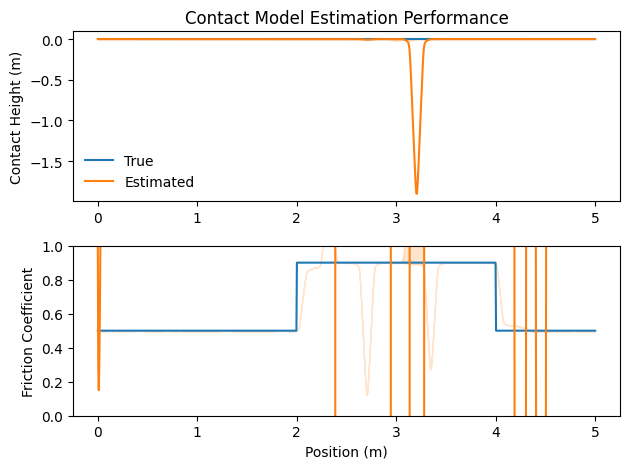 Contact Model Estimation Performance
Contact Height (m)
0.0
−0.5
−1.0
−1.5
True
Estimated
0 1 2 3 4 5
Friction Coefficient
1.0
0.8
0.6
0.4
0.2
0.0
0 1 2 3 4 5
Position (m)